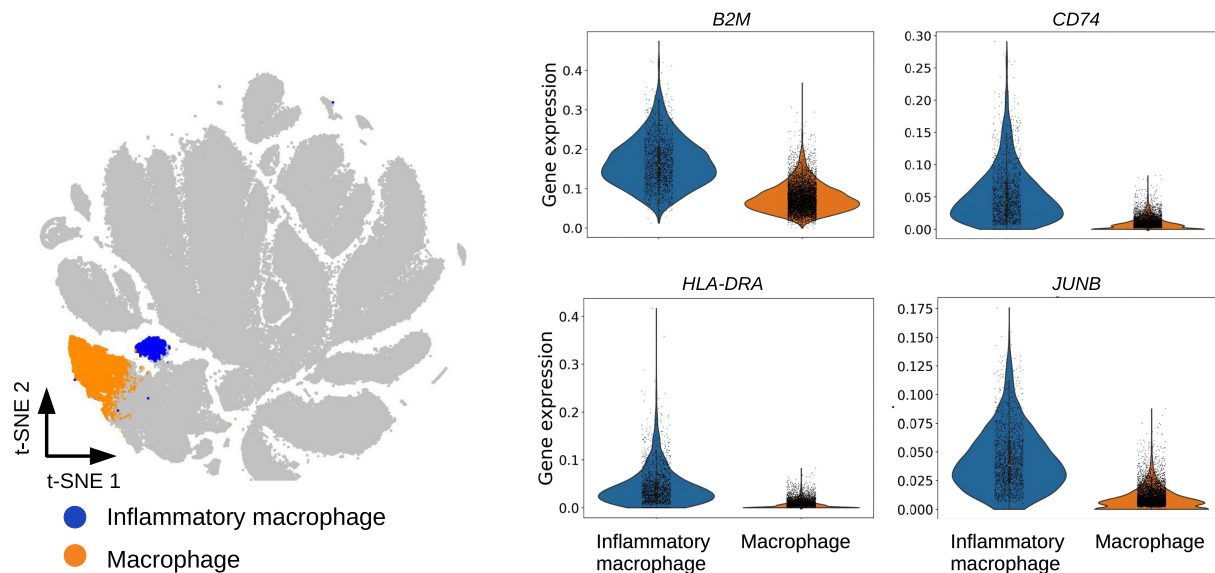 B2M
CD74
Gene expression
0.4
0.3
0.2
0.1
0.0
0.30
0.25
0.20
0.15
0.10
0.05
0.00
HLA-DRA
JUNB
Gene expression
0.4
0.3
0.2
0.1
0.0
0.175
0.150
0.125
0.100
0.075
0.050
0.025
0.000
Inflammatory
macrophage
Macrophage
Inflammatory
macrophage
Macrophage
t-SNE 2
t-SNE 1
Inflammatory macrophage
Macrophage